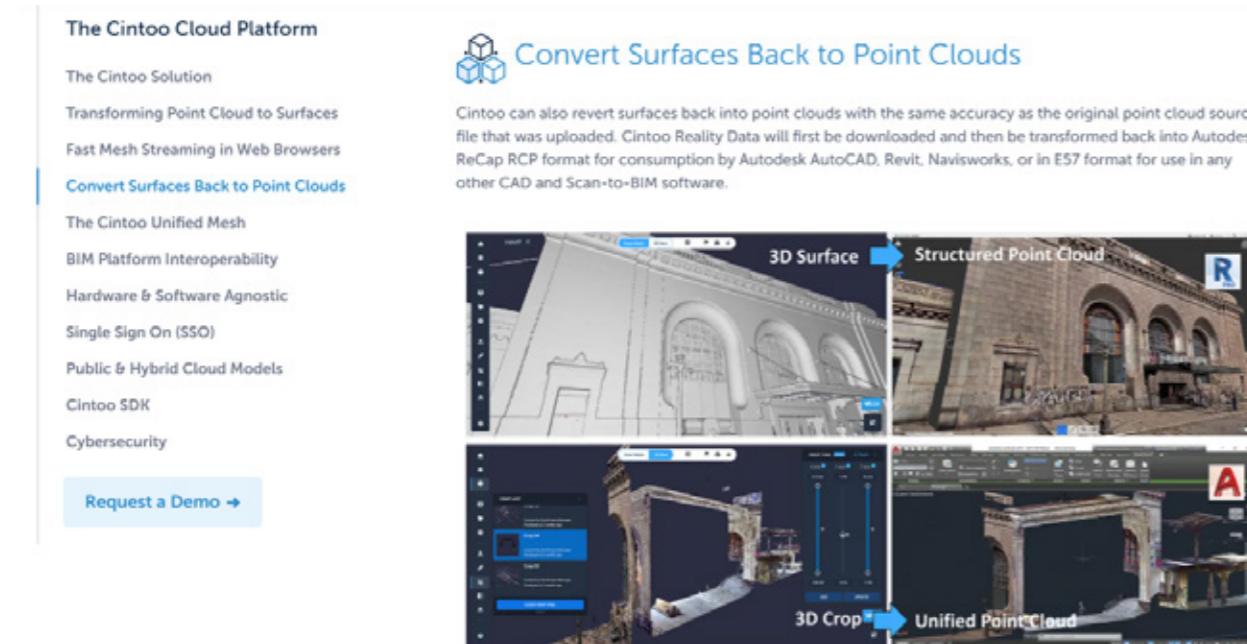 The Cintoo Cloud Platform
The Cintoo Solution
Transforming Point Cloud to Surfaces
Fast Mesh Streaming in Web Browsers
Convert Surfaces Back to Point Clouds
The Cintoo Unified Mesh
BIM Platform Interoperability
Hardware & Software Agnostic
Single Sign On (SSO)
Public & Hybrid Cloud Models
Cintoo SDK
Cybersecurity
Request a Demo ➔
Convert Surfaces Back to Point Clouds
Cintoo can also revert surfaces back into point clouds with the same accuracy as the original point cloud sourc
file that was uploaded. Cintoo Reality Data will first be downloaded and then be transformed back into Autodes
ReCap RCP format for consumption by Autodesk AutoCAD, Revit, Navisworks, or in E57 format for use in any
other CAD and Scan-to-BIM software.
3D Surface
Structured Point Cloud
R
PRO
A
3D Crop
Unified Point Cloud